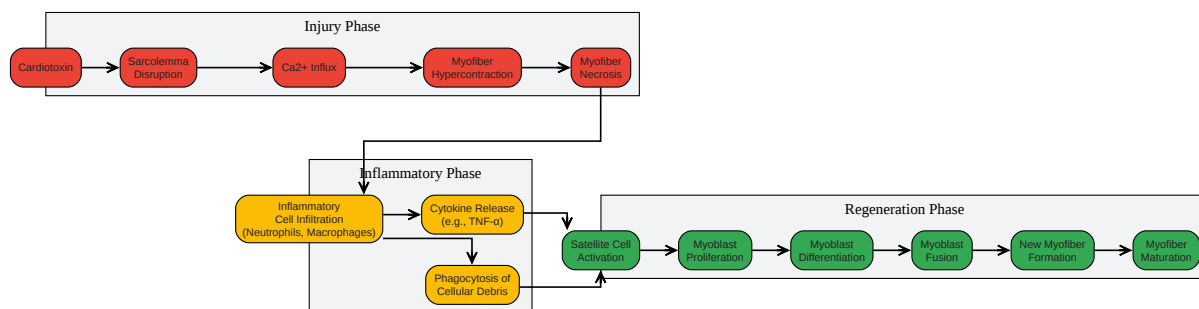 Injury Phase
Cardiotoxin
Sarcolemma
Disruption
Ca2+ Influx
Myofiber
Hypercontraction
Myofiber
Necrosis
Inflammatory Phase
Inflammatory
Cell Infiltration
(Neutrophils, Macrophages)
Cytokine Release
(e.g., TNF-α)
Phagocytosis of
Cellular Debris
Regeneration Phase
Satellite Cell
Activation
Myoblast
Proliferation
Myoblast
Differentiation
Myoblast
Fusion
New Myofiber
Formation
Myofiber
Maturation